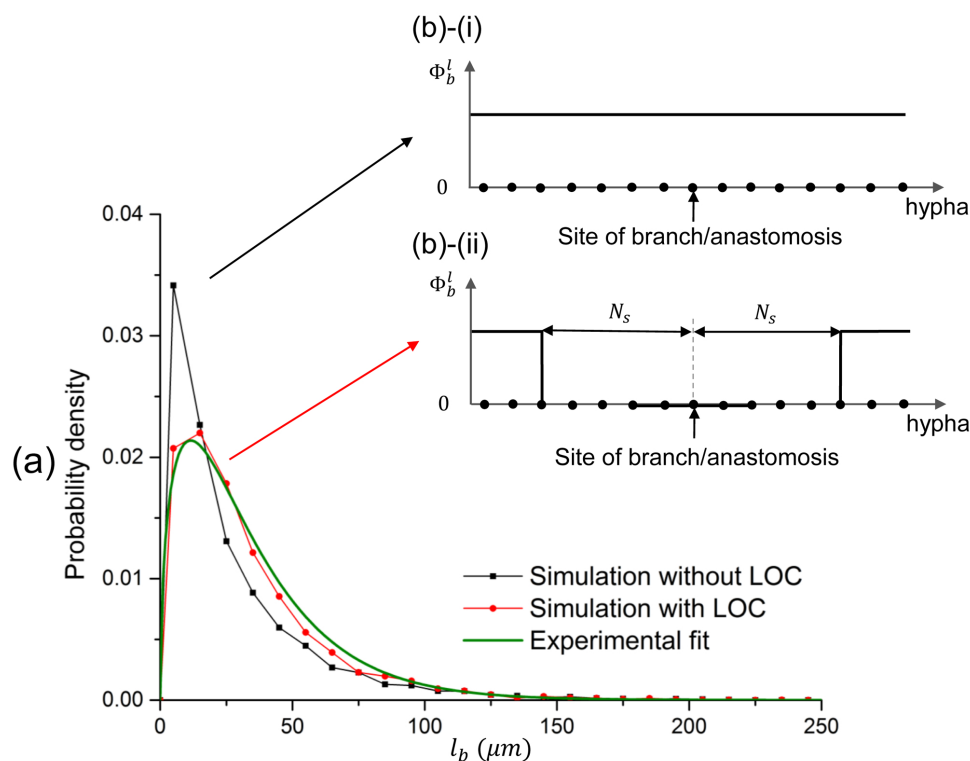 (b)-(i)
Φ_b^l
0
hypha
Site of branch/anastomosis
(b)-(ii)
Φ_b^l
N_s
N_s
0
hypha
Site of branch/anastomosis
(a)
Probability density
0.04
0.03
0.02
0.01
0.00
Simulation without LOC
Simulation with LOC
Experimental fit
0 50 100 150 200 250
l_b (μm)